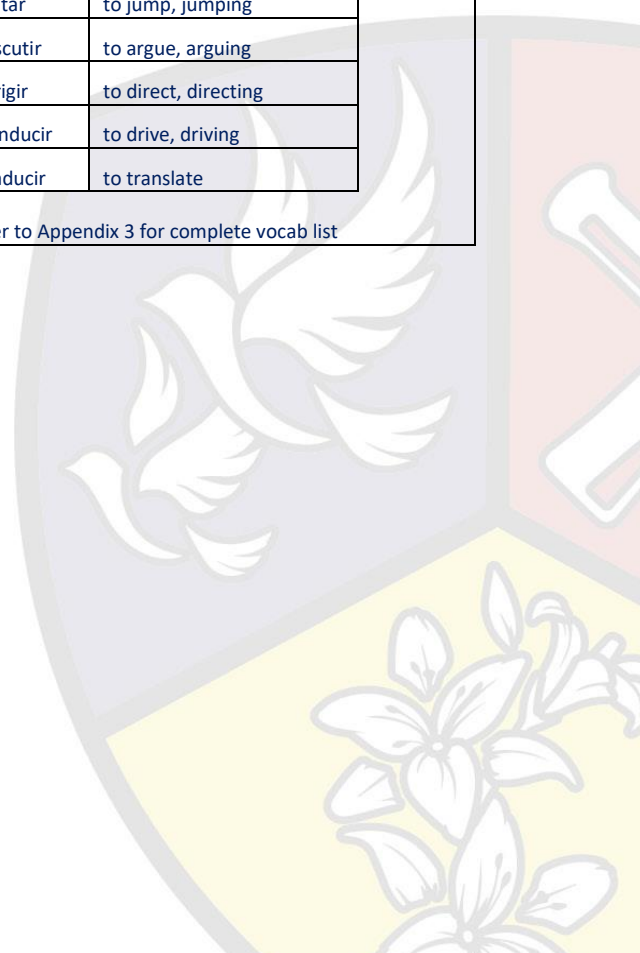 tar to jump, jumping
scutir to argue, arguing
igir to direct, directing
nducir to drive, driving
ducir to translate
er to Appendix 3 for complete vocab list